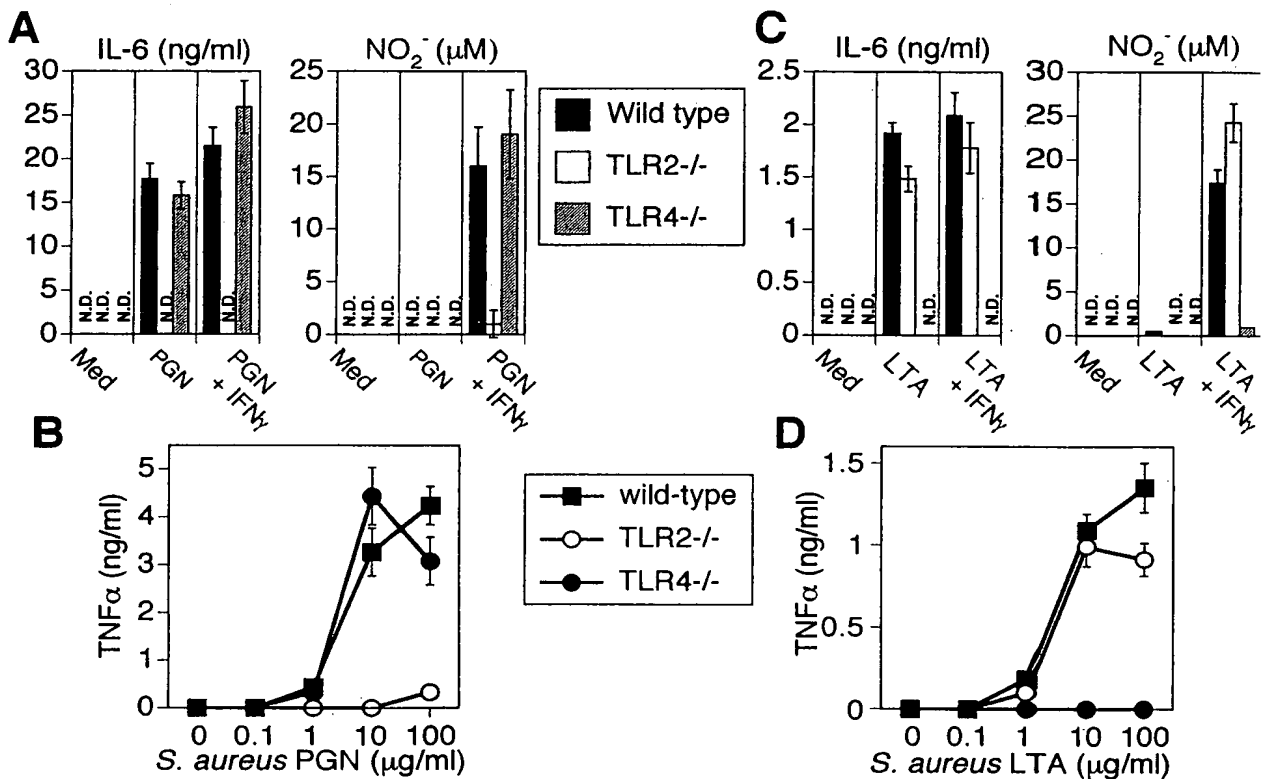 A
IL-6 (ng/ml)
30
25
20
15
10
5
0
N.D.
N.D.
N.D.
N.D.
N.D.
Med
PGN
PGN
+ IFNγ
NO₂⁻ (μM)
25
20
15
10
5
0
N.D.
N.D.
N.D.
N.D.
N.D.
N.D.
Med
PGN
PGN
+ IFNγ
Wild type
TLR2-/-
TLR4-/-
C
IL-6 (ng/ml)
2.5
2
1.5
1
0.5
0
N.D.
N.D.
N.D.
N.D.
N.D.
Med
LTA
LTA
+ IFNγ
NO₂⁻ (μM)
30
25
20
15
10
5
0
N.D.
N.D.
N.D.
N.D.
N.D.
Med
LTA
LTA
+ IFNγ
B
TNFα (ng/ml)
5
4
3
2
1
0
0 0.1 1 10 100
S. aureus PGN (μg/ml)
wild-type
TLR2-/-
TLR4-/-
D
TNFα (ng/ml)
1.5
1
0.5
0
0 0.1 1 10 100
S. aureus LTA (μg/ml)